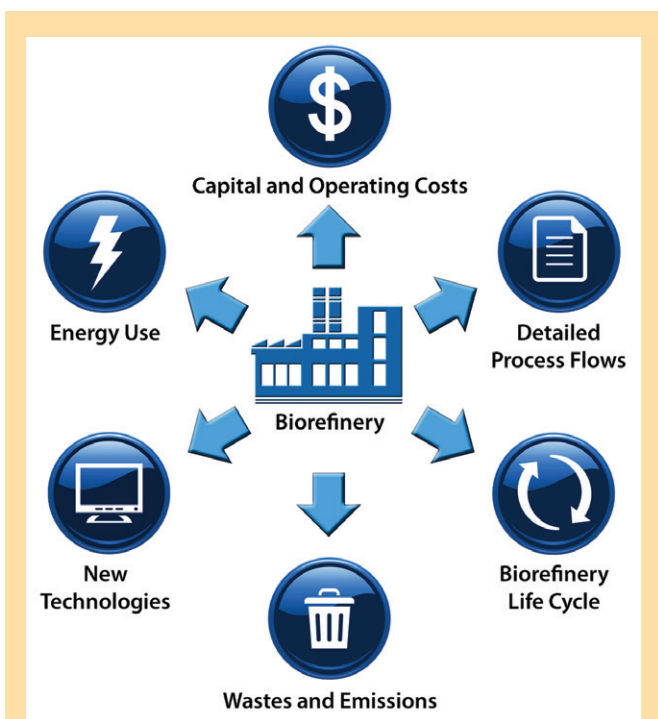 $
Capital and Operating Costs
Energy Use
Detailed
Process Flows
Biorefinery
New
Technologies
Biorefinery
Life Cycle
Wastes and Emissions